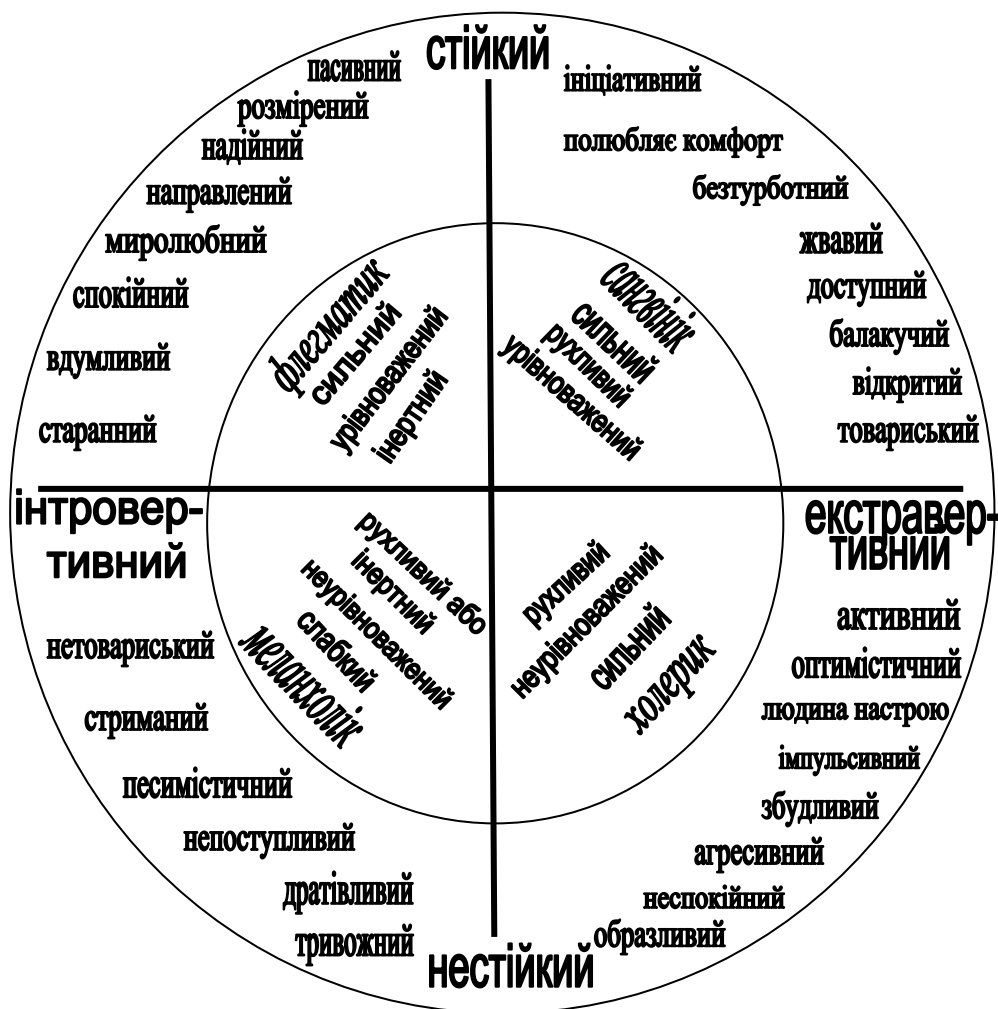 стійкий
пасивний
розмірений
надійний
направлений
миролюбний
спокійний
вдумливий
старанний
ініціативний
полюбляє комфорт
безтурботний
жвавий
доступний
балакучий
відкритий
товариський
флегматик
сильний
урівноважений
інертний
сангвінік
сильний
рухливий
урівноважений
інтровер-
тивний
екстравер-
тивний
рухливий або
інертний
неурівноважений
слабкий
меланхолік
рухливий
неурівноважений
сильний
холерик
нетовариський
стриманий
песимістичний
непоступливий
дратівливий
тривожний
активний
оптимістичний
людина настрою
імпульсивний
збудливий
агресивний
неспокійний
образливий
нестійкий